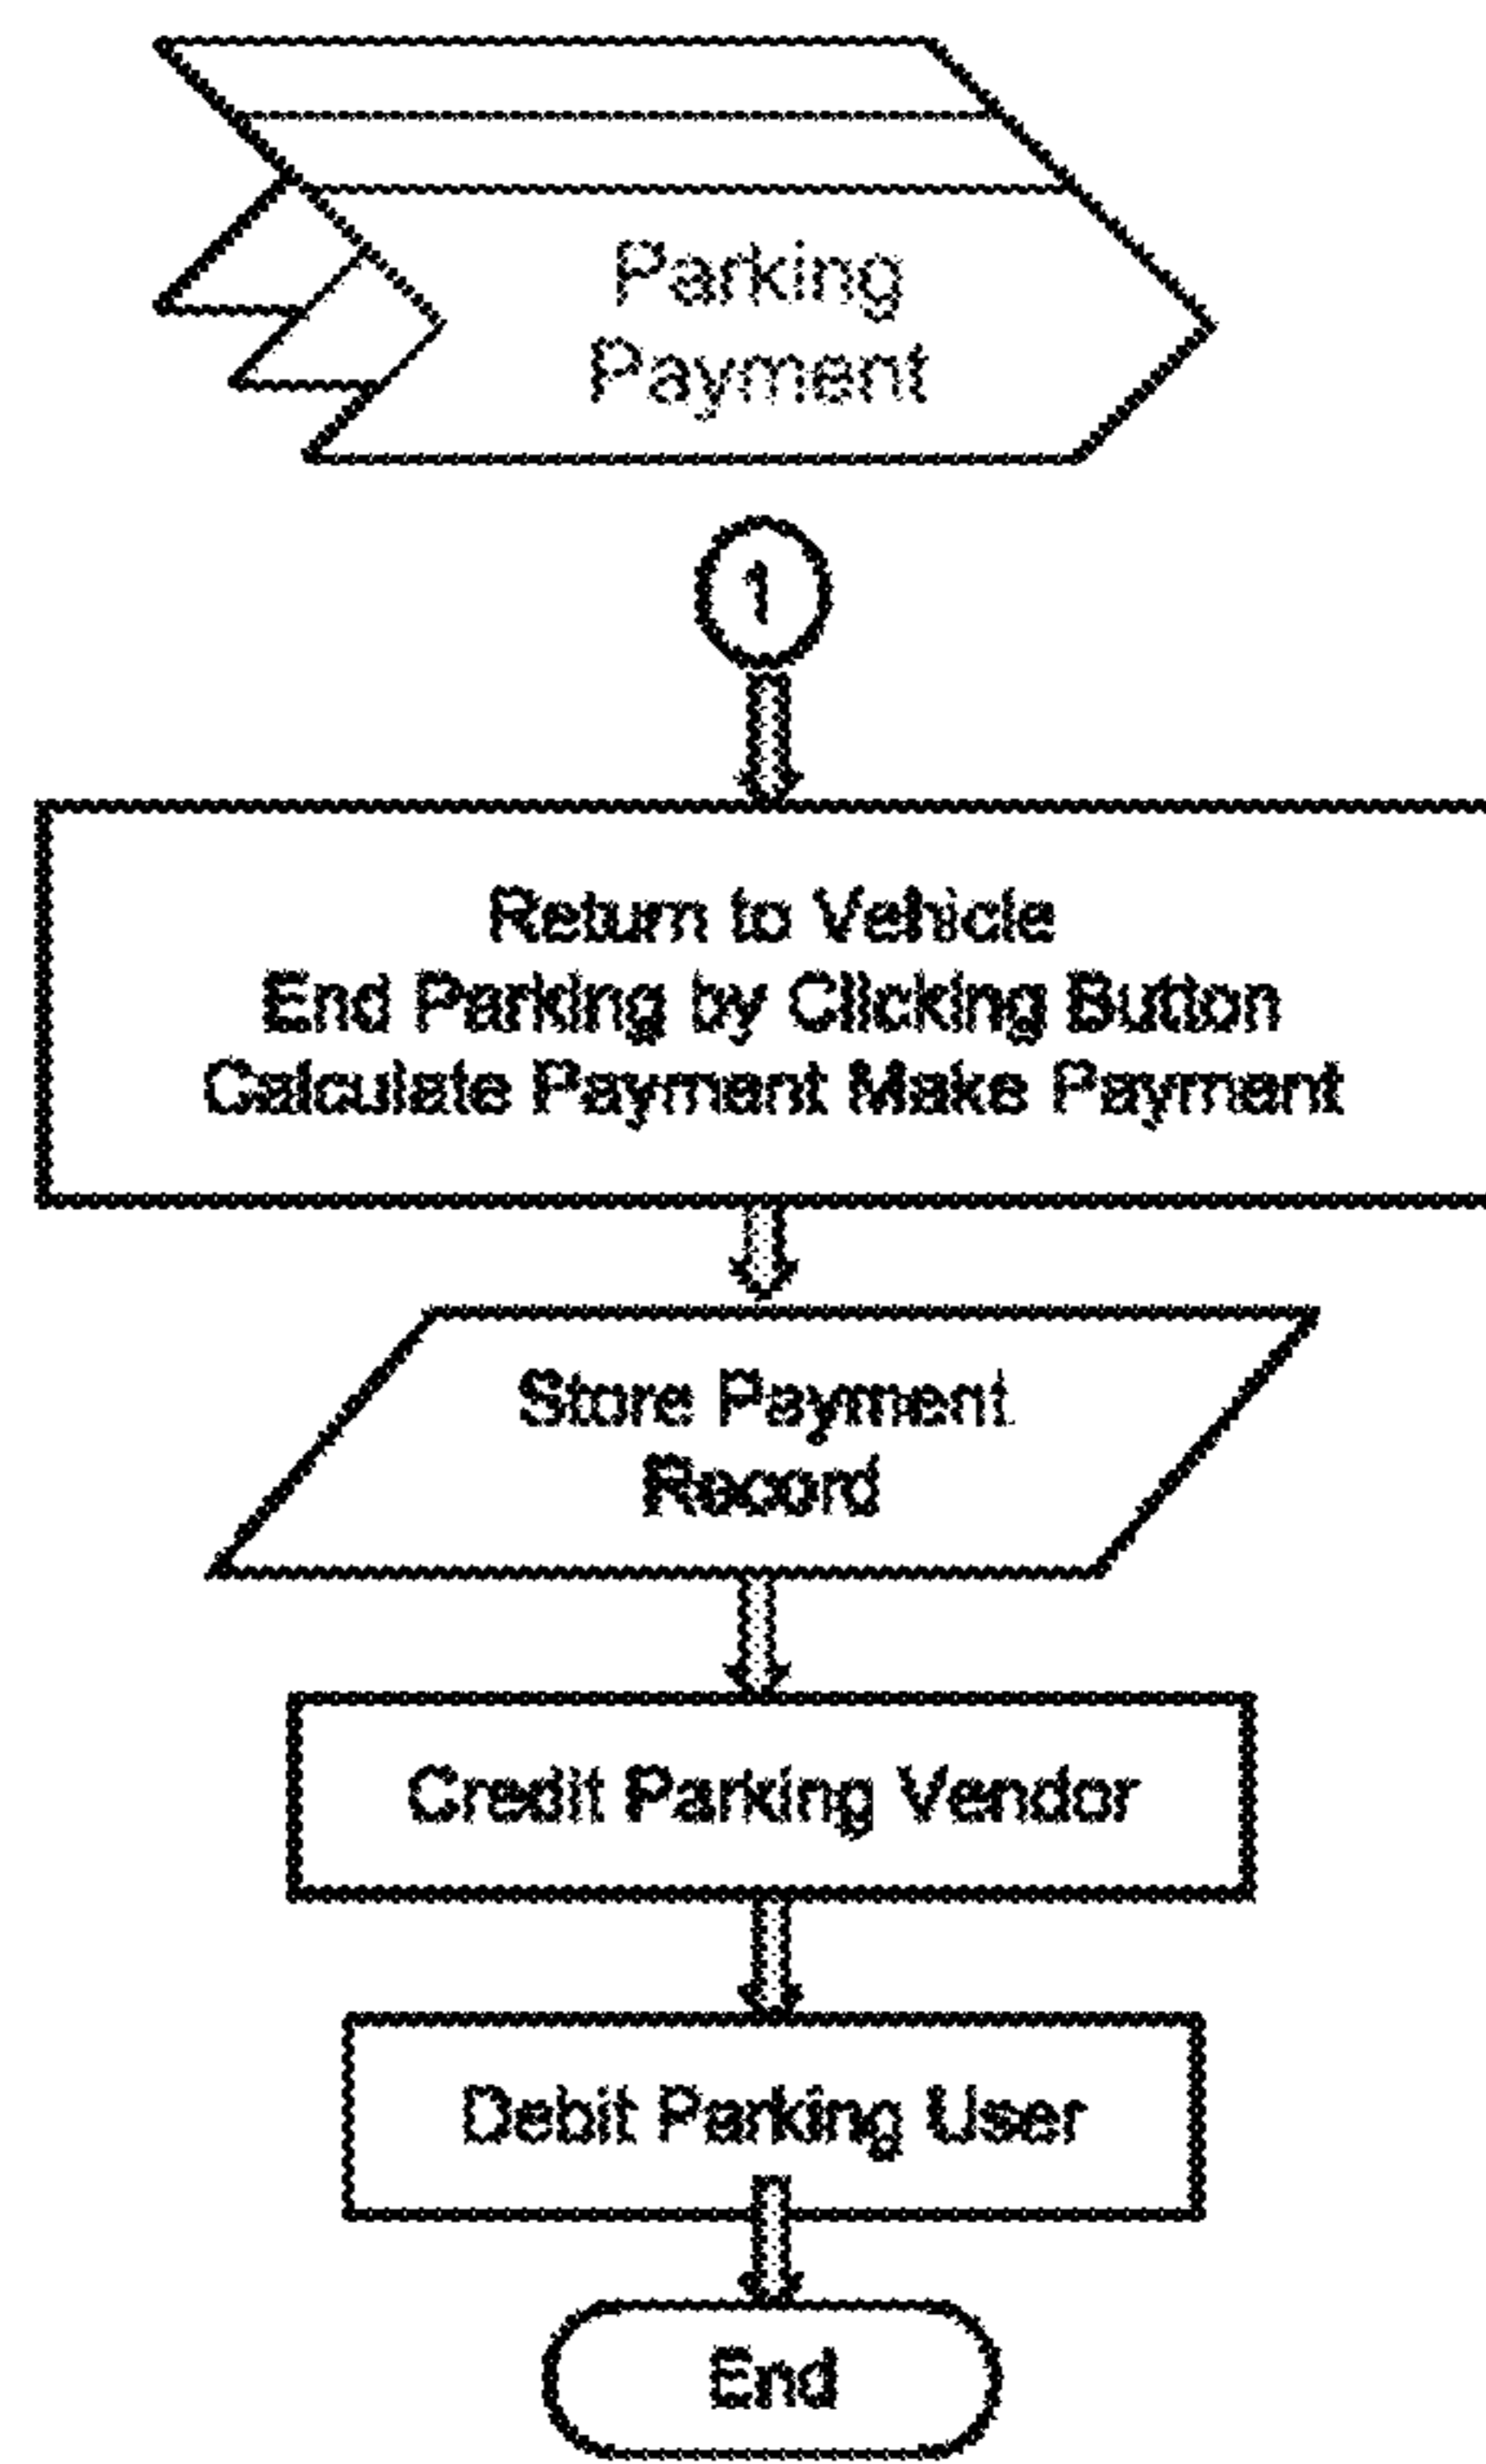 Parking
Payment
1
Return to Vehicle
End Parking by Clicking Button
Calculate Payment Make Payment
Store Payment
Record
Credit Parking Vendor
Debit Parking User
End